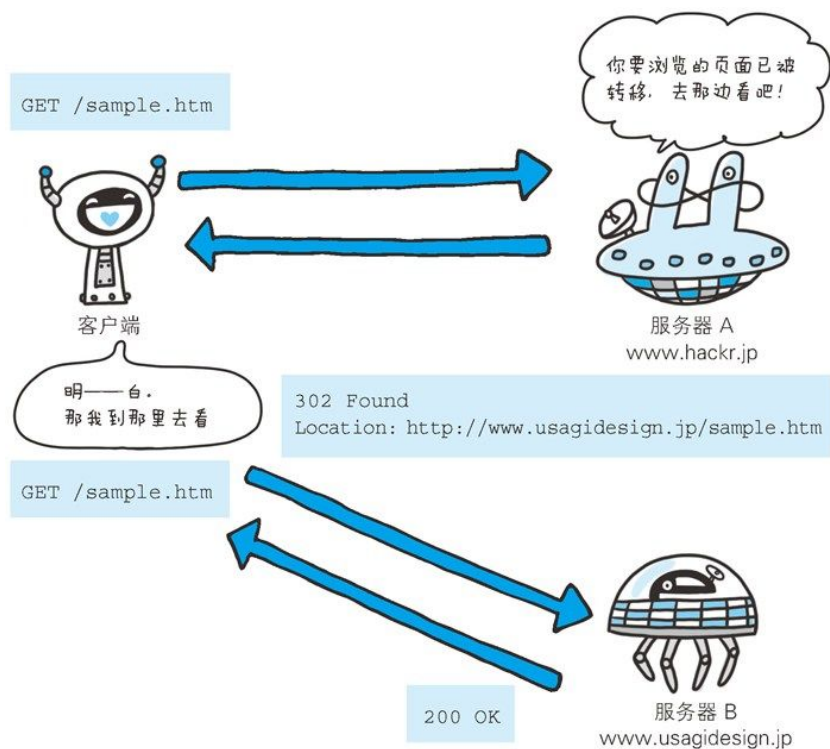 GET /sample.htm
你要浏览的页面已被
转移，去那边看吧！
客户端
服务器 A
www.hackr.jp
明——白。
那我到那里去看
302 Found
Location: http://www.usagidesign.jp/sample.htm
GET /sample.htm
200 OK
服务器 B
www.usagidesign.jp